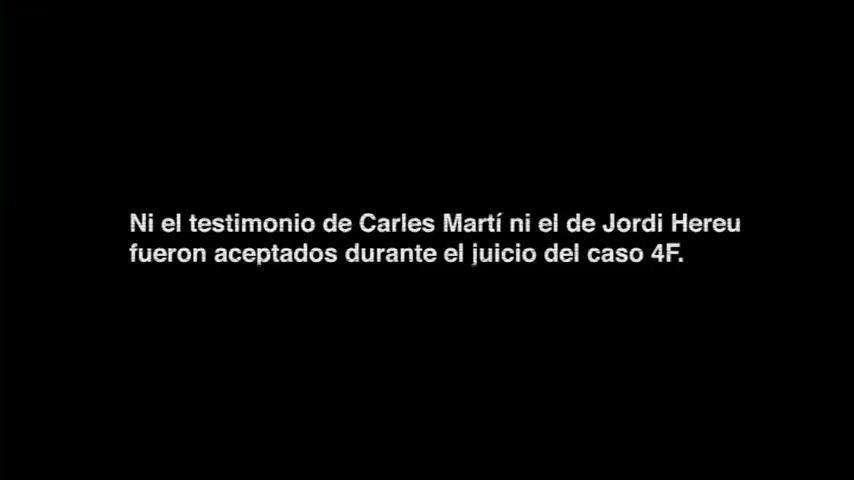 Ni el testimonio de Carles Martí ni el de Jordi Hereu
fueron aceptados durante el juicio del caso 4F.